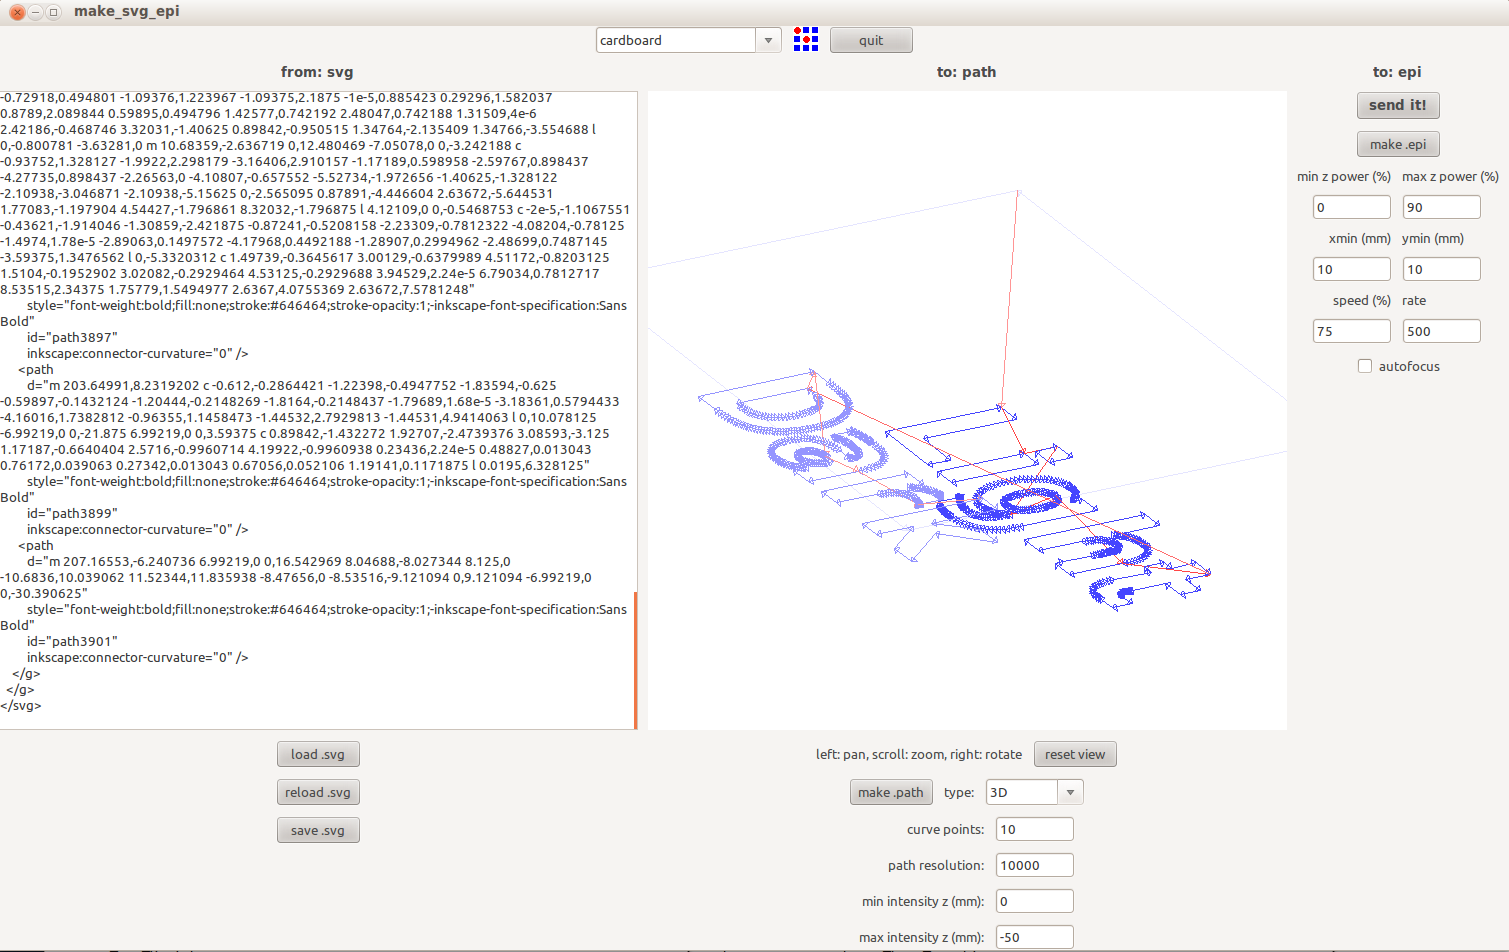 make_svg_epi
cardboard
quit
from: svg
to: path
to: epi
-0.72918,0.494801 -1.09376,1.223967 -1.09375,2.1875 -1e-5,0.885423 0.29296,1.582037
0.8789,2.089844 0.59895,0.494796 1.42577,0.742192 2.48047,0.742188 1.31509,4e-6
2.42186,-0.468746 3.32031,-1.40625 0.89842,-0.950515 1.34764,-2.135409 1.34766,-3.554688 l
0,-0.800781 -3.63281,0 m 10.68359,-2.636719 0,12.480469 -7.05078,0 0,-3.242188 c
-0.93752,1.328127 -1.9922,2.298179 -3.16406,2.910157 -1.17189,0.598958 -2.59767,0.898437
-4.27735,0.898437 -2.26563,0 -4.10807,-0.657552 -5.52734,-1.972656 -1.40625,-1.328122
-2.10938,-3.046871 -2.10938,-5.15625 0,-2.565095 0.87891,-4.446604 2.63672,-5.644531
1.77083,-1.197904 4.54427,-1.796861 8.32032,-1.796875 l 4.12109,0 0,-0.5468753 c -2e-5,-1.1067551
-0.43621,-1.914046 -1.30859,-2.421875 -0.87241,-0.5208158 -2.23309,-0.7812322 -4.08204,-0.78125
-1.4974,1.78e-5 -2.89063,0.1497572 -4.17968,0.4492188 -1.28907,0.2994962 -2.48699,0.7487145
-3.59375,1.3476562 l 0,-5.3320312 c 1.49739,-0.3645617 3.00129,-0.6379989 4.51172,-0.8203125
1.5104,-0.1952902 3.02082,-0.2929464 4.53125,-0.2929688 3.94529,2.24e-5 6.79034,0.7812717
8.53515,2.34375 1.75779,1.5494977 2.6367,4.0755369 2.63672,7.5781248"
style="font-weight:bold;fill:none;stroke:#646464;stroke-opacity:1;-inkscape-font-specification:Sans
Bold"
id="path3897"
inkscape:connector-curvature="0" />
<path
d="m 203.64991,8.2319202 c -0.612,-0.2864421 -1.22398,-0.4947752 -1.83594,-0.625
-0.59897,-0.1432124 -1.20444,-0.2148269 -1.8164,-0.2148437 -1.79689,1.68e-5 -3.18361,0.5794433
-4.16016,1.7382812 -0.96355,1.1458473 -1.44532,2.7929813 -1.44531,4.9414063 l 0,10.078125
-6.99219,0 0,-21.875 6.99219,0 0,3.59375 c 0.89842,-1.432272 1.92707,-2.4739376 3.08593,-3.125
1.17187,-0.6640404 2.5716,-0.9960714 4.19922,-0.9960938 0.23436,2.24e-5 0.48827,0.013043
0.76172,0.039063 0.27342,0.013043 0.67056,0.052106 1.19141,0.1171875 l 0.0195,6.328125"
style="font-weight:bold;fill:none;stroke:#646464;stroke-opacity:1;-inkscape-font-specification:Sans
Bold"
id="path3899"
inkscape:connector-curvature="0" />
<path
d="m 207.16553,-6.240736 6.99219,0 0,16.542969 8.04688,-8.027344 8.125,0
-10.6836,10.039062 11.52344,11.835938 -8.47656,0 -8.53516,-9.121094 0,9.121094 -6.99219,0
0,-30.390625"
style="font-weight:bold;fill:none;stroke:#646464;stroke-opacity:1;-inkscape-font-specification:Sans
Bold"
id="path3901"
inkscape:connector-curvature="0" />
</g>
</g>
</svg>
send it!
make .epi
min z power (%) max z power (%)
0 90
xmin (mm) ymin (mm)
10 10
speed (%) rate
75 500
autofocus
load .svg
reload .svg
save .svg
left: pan, scroll: zoom, right: rotate
reset view
make .path type: 3D
curve points: 10
path resolution: 10000
min intensity z (mm): 0
max intensity z (mm): -50